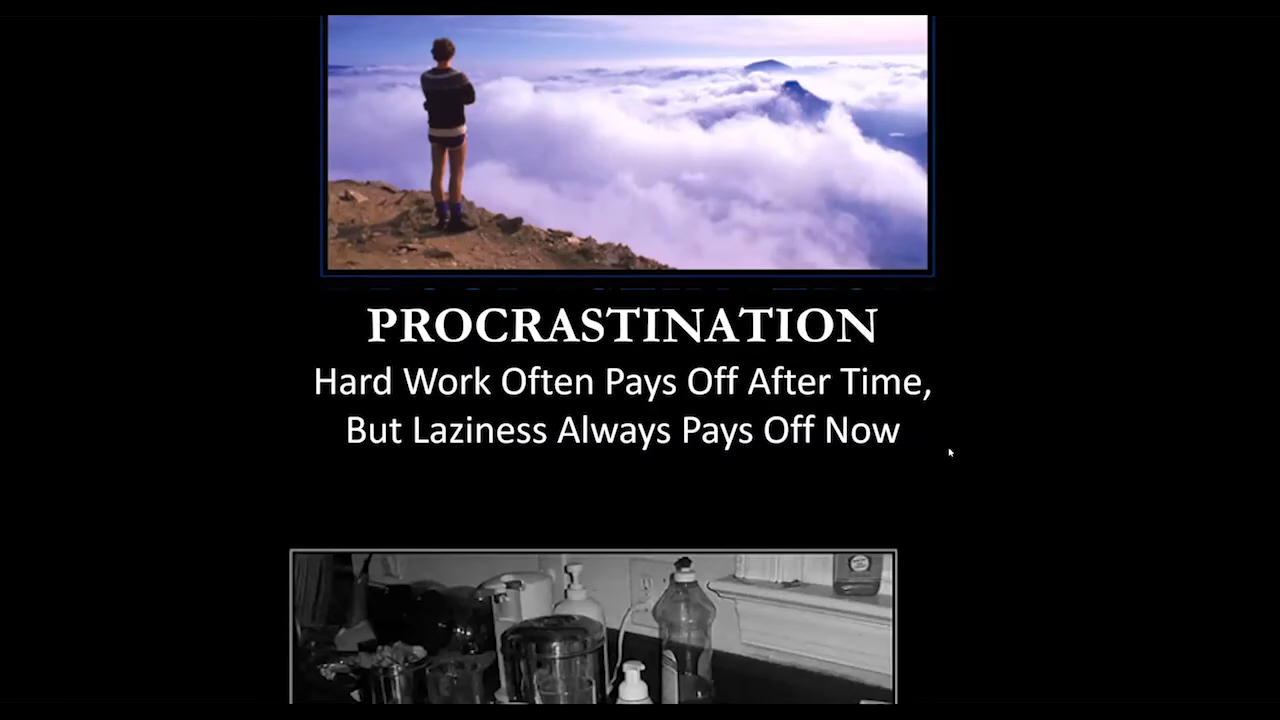 PROCRASTINATION
Hard Work Often Pays Off After Time,
But Laziness Always Pays Off Now